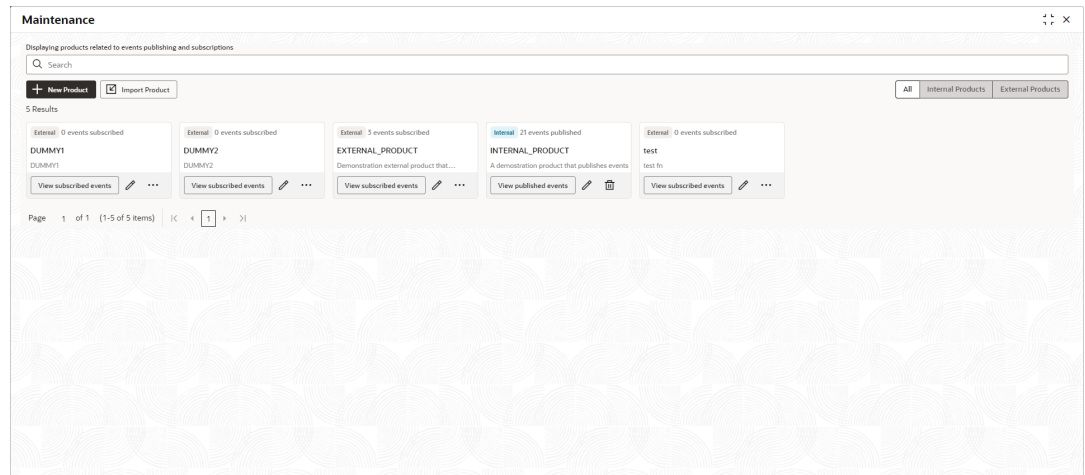 Maintenance
Displaying products related to events publishing and subscriptions
Search
New Product Import Product All Internal Products External Products
5 Results
External 0 events subscribed External 0 events subscribed External 3 events subscribed Internal 21 events published External 0 events subscribed
DUMMY1 DUMMY2 EXTERNAL_PRODUCT INTERNAL_PRODUCT test
DUMMY1 DUMMY2 Demonstration external product that... A demostration product that publishes events test fn
View subscribed events View subscribed events View subscribed events View published events View subscribed events
Page 1 of 1 (1-5 of 5 items) 1